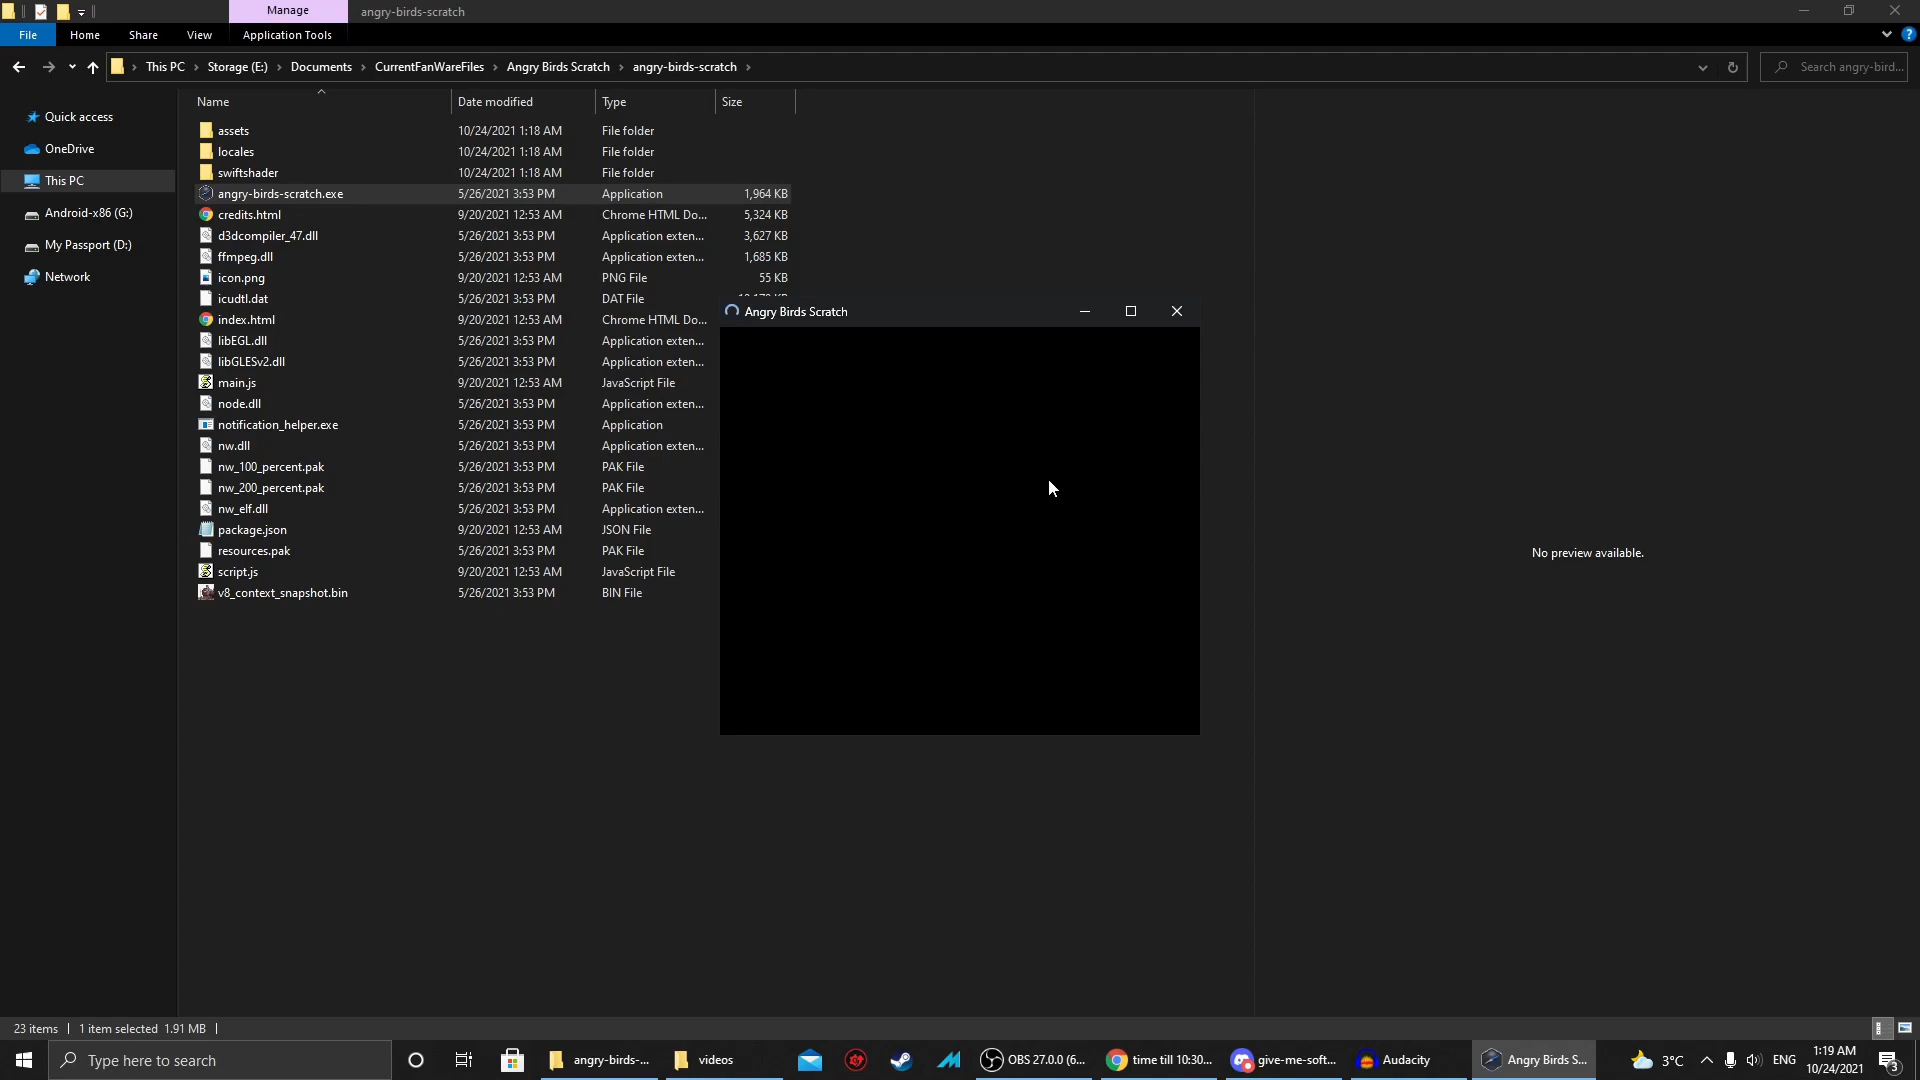 Manage
angry-birds-scratch
File
Home
Share
View
Application Tools
This PC
Storage (E:)
Documents
CurrentFanWareFiles
Angry Birds Scratch
angry-birds-scratch
Search angry-bird...
Name
Date modified
Type
Size
Quick access
OneDrive
This PC
Android-x86 (G:)
My Passport (D:)
Network
assets 10/24/2021 1:18 AM File folder
locales 10/24/2021 1:18 AM File folder
swiftshader 10/24/2021 1:18 AM File folder
angry-birds-scratch.exe 5/26/2021 3:53 PM Application 1,964 KB
credits.html 9/20/2021 12:53 AM Chrome HTML Do... 5,324 KB
d3dcompiler_47.dll 5/26/2021 3:53 PM Application exten... 3,627 KB
ffmpeg.dll 5/26/2021 3:53 PM Application exten... 1,685 KB
icon.png 9/20/2021 12:53 AM PNG File 55 KB
icudtl.dat 5/26/2021 3:53 PM DAT File
index.html 9/20/2021 12:53 AM Chrome HTML Do...
libEGL.dll 5/26/2021 3:53 PM Application exten...
libGLESv2.dll 5/26/2021 3:53 PM Application exten...
main.js 9/20/2021 12:53 AM JavaScript File
node.dll 5/26/2021 3:53 PM Application exten...
notification_helper.exe 5/26/2021 3:53 PM Application
nw.dll 5/26/2021 3:53 PM Application exten...
nw_100_percent.pak 5/26/2021 3:53 PM PAK File
nw_200_percent.pak 5/26/2021 3:53 PM PAK File
nw_elf.dll 5/26/2021 3:53 PM Application exten...
package.json 9/20/2021 12:53 AM JSON File
resources.pak 5/26/2021 3:53 PM PAK File
script.js 9/20/2021 12:53 AM JavaScript File
v8_context_snapshot.bin 5/26/2021 3:53 PM BIN File
Angry Birds Scratch
No preview available.
23 items
1 item selected 1.91 MB
Type here to search
angry-birds-...
videos
OBS 27.0.0 (6...
time till 10:30...
give-me-soft...
Audacity
Angry Birds S...
3°C
ENG
1:19 AM
10/24/2021
3